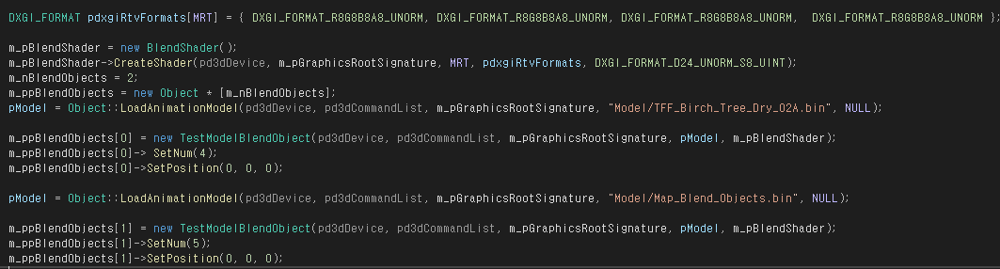 DXGI_FORMAT pdxgiRtvFormats[MRT] = { DXGI_FORMAT_R8G8B8A8_UNORM, DXGI_FORMAT_R8G8B8A8_UNORM, DXGI_FORMAT_R8G8B8A8_UNORM,  DXGI_FORMAT_R8G8B8A8_UNORM };
m_pBlendShader = new BlendShader();
m_pBlendShader->CreateShader(pd3dDevice, m_pGraphicsRootSignature, MRT, pdxgiRtvFormats, DXGI_FORMAT_D24_UNORM_S8_UINT);
m_nBlendObjects = 2;
m_ppBlendObjects = new Object * [m_nBlendObjects];
pModel = Object::LoadAnimationModel(pd3dDevice, pd3dCommandList, m_pGraphicsRootSignature, "Model/TFF_Birch_Tree_Dry_02A.bin", NULL);
m_ppBlendObjects[0] = new TestModelBlendObject(pd3dDevice, pd3dCommandList, m_pGraphicsRootSignature, pModel, m_pBlendShader);
m_ppBlendObjects[0]-> SetNum(4);
m_ppBlendObjects[0]->SetPosition(0, 0, 0);
pModel = Object::LoadAnimationModel(pd3dDevice, pd3dCommandList, m_pGraphicsRootSignature, "Model/Map_Blend_Objects.bin", NULL);
m_ppBlendObjects[1] = new TestModelBlendObject(pd3dDevice, pd3dCommandList, m_pGraphicsRootSignature, pModel, m_pBlendShader);
m_ppBlendObjects[1]->SetNum(5);
m_ppBlendObjects[1]->SetPosition(0, 0, 0);